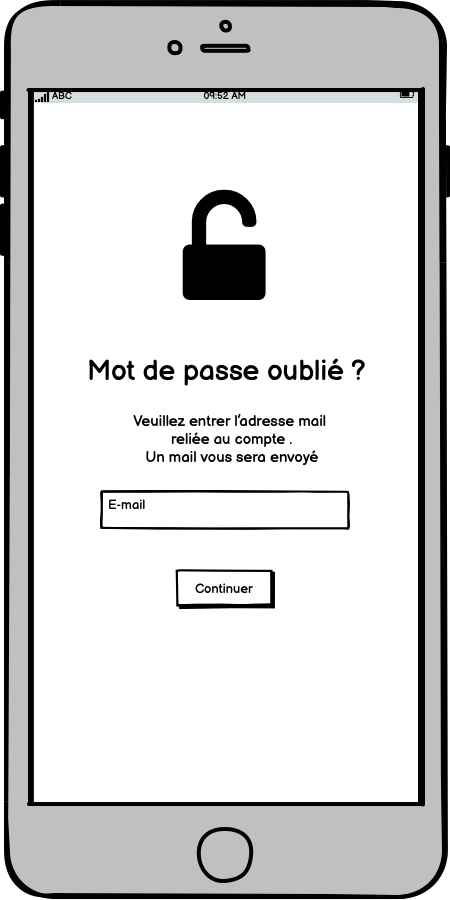 ABC 09:52 AM
Mot de passe oublié ?
Veuillez entrer l'adresse mail
reliée au compte .
Un mail vous sera envoyé
E-mail
Continuer